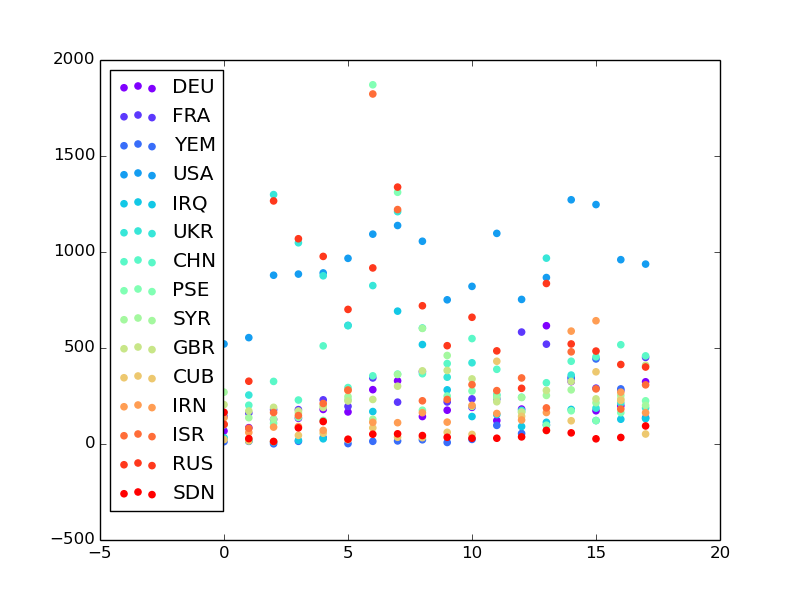 2000
1500
1000
500
0
−500
DEU
FRA
YEM
USA
IRQ
UKR
CHN
PSE
SYR
GBR
CUB
IRN
ISR
RUS
SDN
−5
0
5
10
15
20